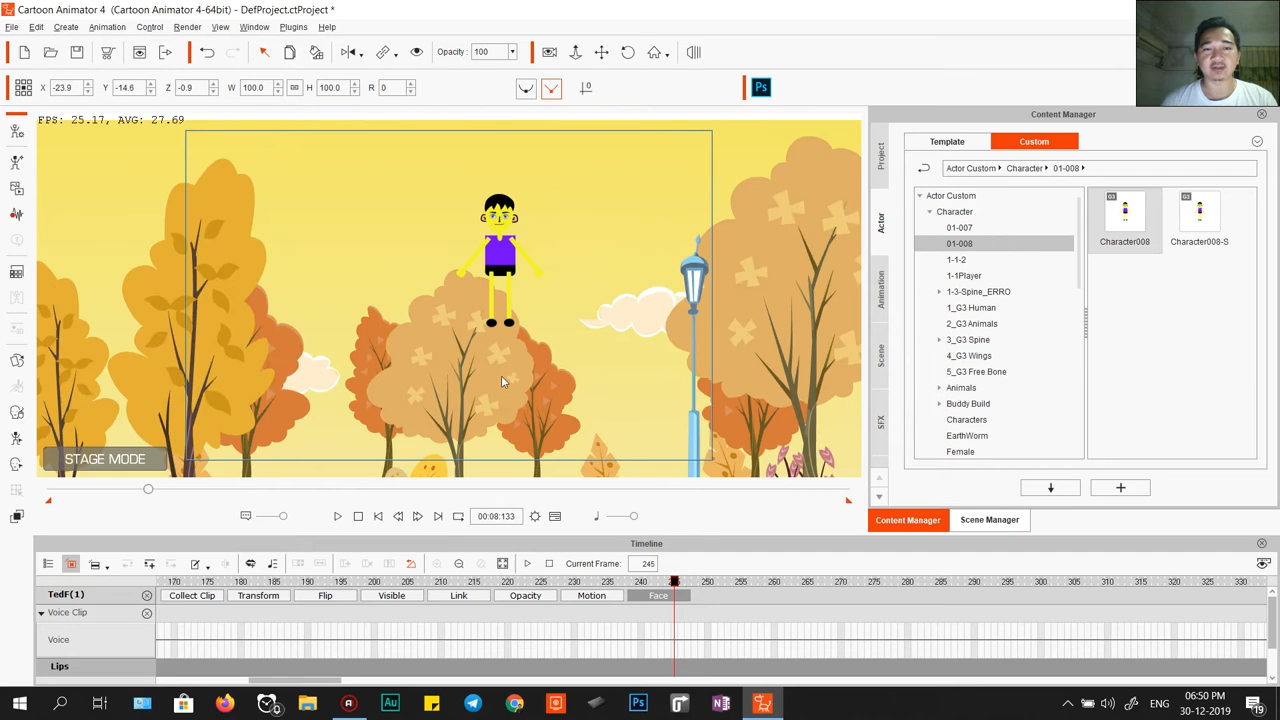 Cartoon Animator 4 (Cartoon Animator 4-64bit) - DefProject.ctProject *
File Edit Create Animation Control Render View Window Plugins Help
Opacity : 100
X -23.9 Y -14.6 Z -0.9 W 100.0 H 100.0 R 0
Ps
FPS: 25.17, AVG: 27.69
STAGE MODE
Content Manager
Template Custom
Actor Custom Character 01-008
Project
Actor
Animation
Scene
SFX
Actor Custom
Character
01-007
01-008
1-1-2
1-1Player
1-3-Spine_ERRO
1_G3 Human
2_G3 Animals
3_G3 Spine
4_G3 Wings
5_G3 Free Bone
Animals
Buddy Build
Characters
EarthWorm
Female
G3 G3
Character008 Character008-S
Content Manager Scene Manager
00:08:133
Timeline
Current Frame: 245
170 175 180 185 190 195 200 205 210 215 220 225 230 235 240 250 255 260 265 270 275 280 285 290 295 300 305 310 315 320 325 330
TedF(1) Collect Clip Transform Flip Visible Link Opacity Motion Face
Voice Clip
Voice
Lips
Au Ps N
ENG
06:50 PM
30-12-2019
19